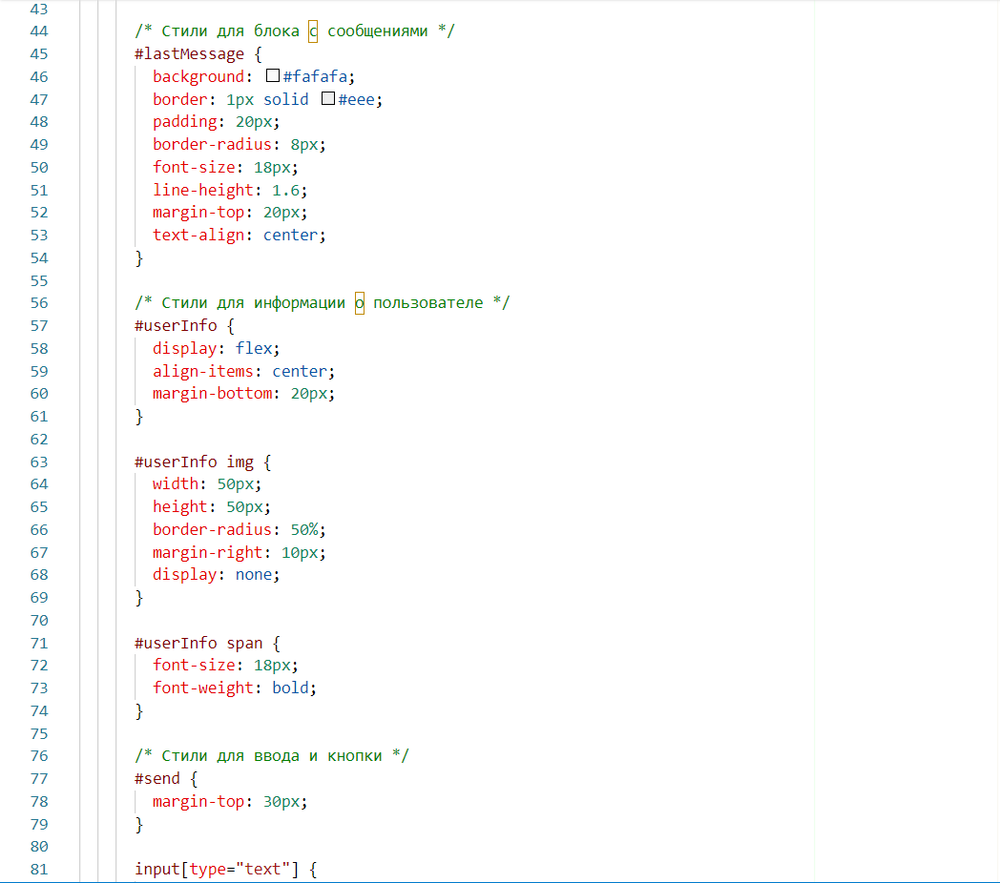 43
44 /* Стили для блока с сообщениями */
45 #lastMessage {
46 background: #fafafa;
47 border: 1px solid #eee;
48 padding: 20px;
49 border-radius: 8px;
50 font-size: 18px;
51 line-height: 1.6;
52 margin-top: 20px;
53 text-align: center;
54 }
55
56 /* Стили для информации о пользователе */
57 #userInfo {
58 display: flex;
59 align-items: center;
60 margin-bottom: 20px;
61 }
62
63 #userInfo img {
64 width: 50px;
65 height: 50px;
66 border-radius: 50%;
67 margin-right: 10px;
68 display: none;
69 }
70
71 #userInfo span {
72 font-size: 18px;
73 font-weight: bold;
74 }
75
76 /* Стили для ввода и кнопки */
77 #send {
78 margin-top: 30px;
79 }
80
81 input[type="text"] {